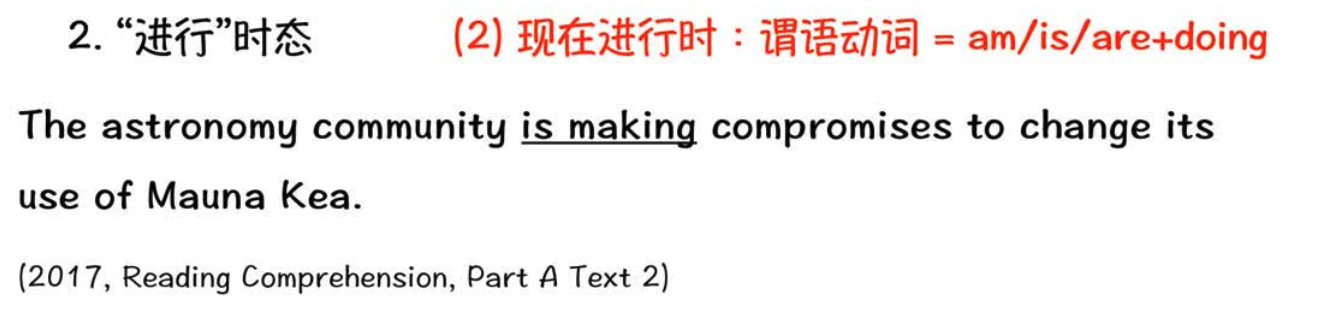 2. “进行”时态 (2) 现在进行时：谓语动词 = am/is/are+doing
The astronomy community is making compromises to change its
use of Mauna Kea.
(2017, Reading Comprehension, Part A Text 2)